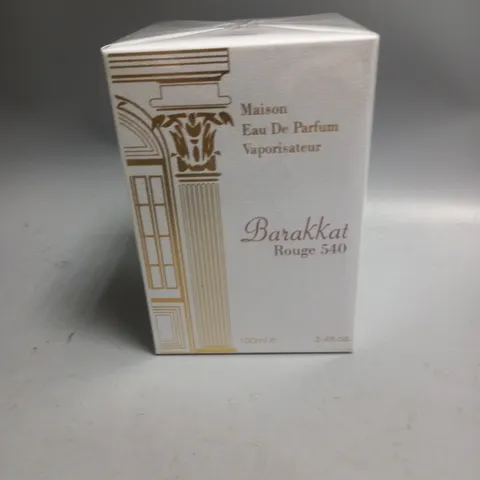 Maison
Eau De Parfum
Vaporisateur
Barakkat
Rouge 540
100ml e 3.4fl.oz.